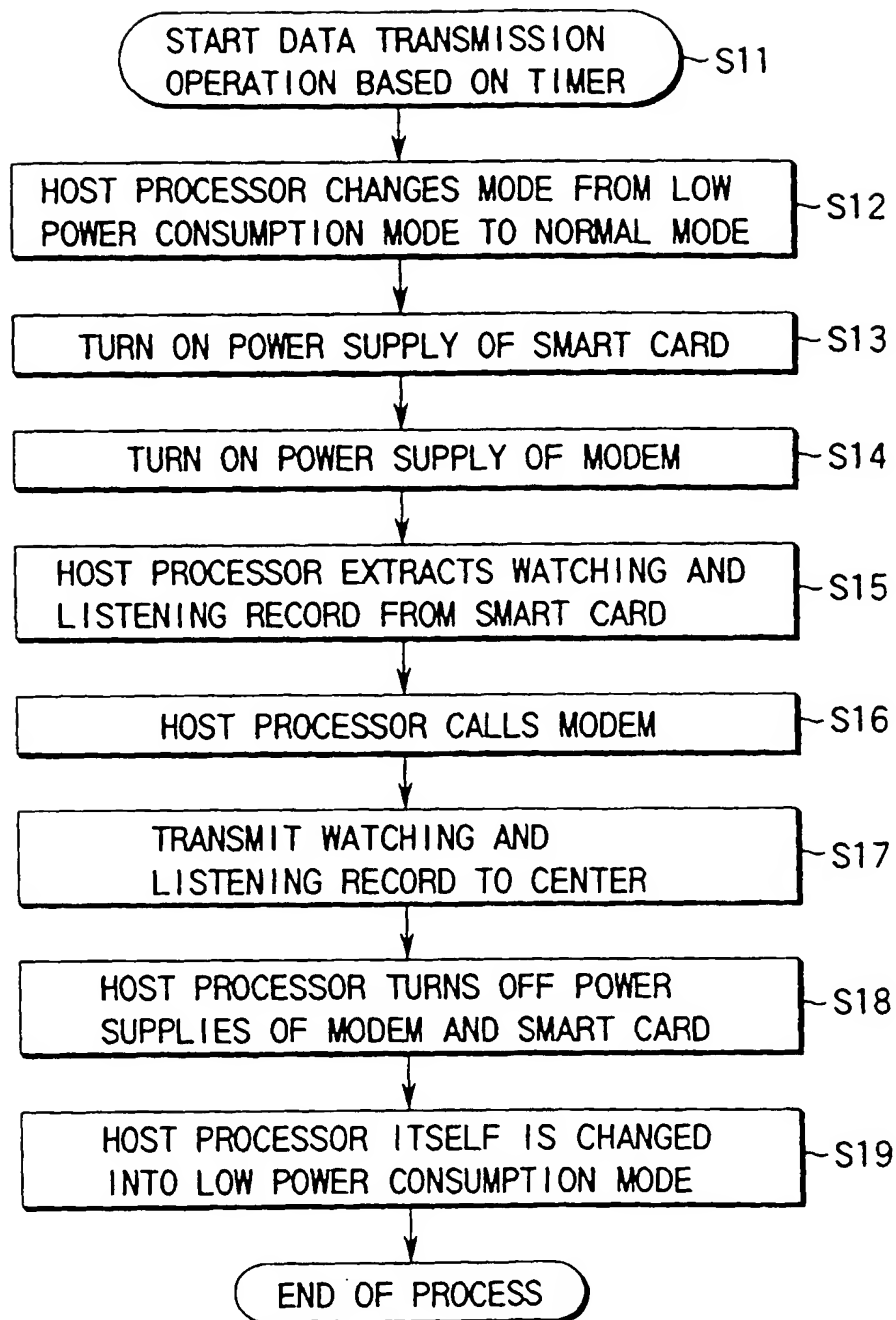 START DATA TRANSMISSION
OPERATION BASED ON TIMER
S11
HOST PROCESSOR CHANGES MODE FROM LOW
POWER CONSUMPTION MODE TO NORMAL MODE
S12
TURN ON POWER SUPPLY OF SMART CARD
S13
TURN ON POWER SUPPLY OF MODEM
S14
HOST PROCESSOR EXTRACTS WATCHING AND
LISTENING RECORD FROM SMART CARD
S15
HOST PROCESSOR CALLS MODEM
S16
TRANSMIT WATCHING AND
LISTENING RECORD TO CENTER
S17
HOST PROCESSOR TURNS OFF POWER
SUPPLIES OF MODEM AND SMART CARD
S18
HOST PROCESSOR ITSELF IS CHANGED
INTO LOW POWER CONSUMPTION MODE
S19
END OF PROCESS